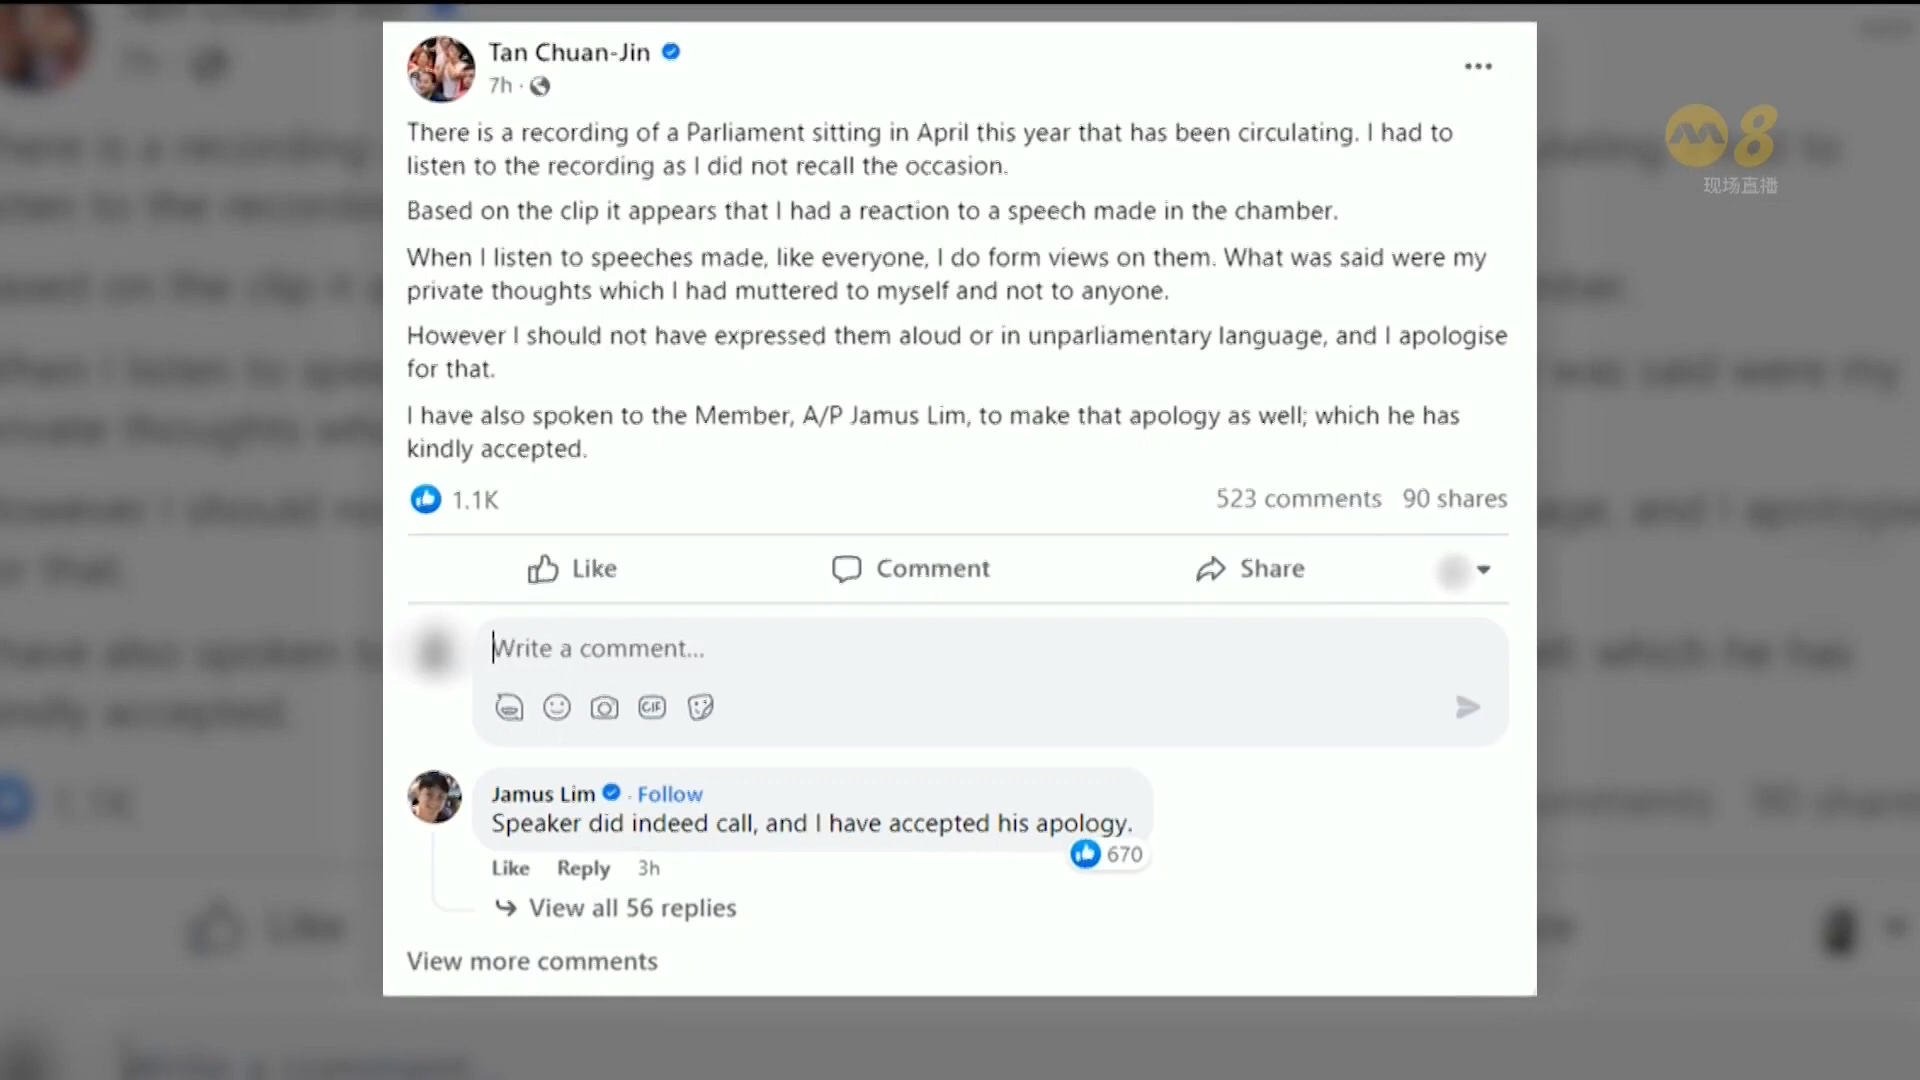 Tan Chuan-Jin
7h ·
There is a recording of a Parliament sitting in April this year that has been circulating. I had to
listen to the recording as I did not recall the occasion.
Based on the clip it appears that I had a reaction to a speech made in the chamber.
When I listen to speeches made, like everyone, I do form views on them. What was said were my
private thoughts which I had muttered to myself and not to anyone.
However I should not have expressed them aloud or in unparliamentary language, and I apologise
for that.
I have also spoken to the Member, A/P Jamus Lim, to make that apology as well; which he has
kindly accepted.
1.1K
523 comments 90 shares
Like Comment Share
Write a comment...
GIF
Jamus Lim · Follow
Speaker did indeed call, and I have accepted his apology.
670
Like Reply 3h
View all 56 replies
View more comments
8
现场直播